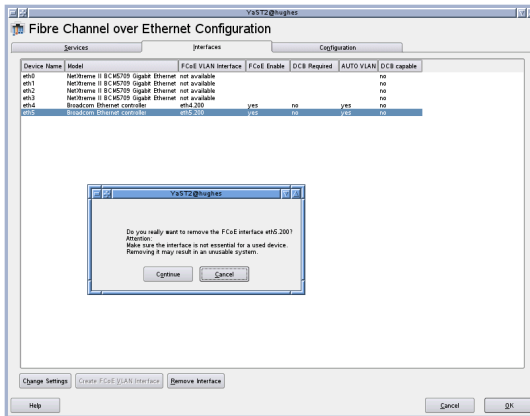 YaST2@hughes
Fibre Channel over Ethernet Configuration
Services Interfaces Configuration
Device Name Model FCoE VLAN Interface FCoE Enable DCB Required AUTO VLAN DCB capable
eth0 NetXtreme II BCM5709 Gigabit Ethernet not available no
eth1 NetXtreme II BCM5709 Gigabit Ethernet not available no
eth2 NetXtreme II BCM5709 Gigabit Ethernet not available no
eth3 NetXtreme II BCM5709 Gigabit Ethernet not available no
eth4 Broadcom Ethernet controller eth4.200 yes no yes no
eth5 Broadcom Ethernet controller eth5.200 yes no yes no
YaST2@hughes
Do you really want to remove the FCoE interface eth5.200?
Attention:
Make sure the interface is not essential for a used device.
Removing it may result in an unusable system.
Continue Cancel
Change Settings Create FCoE VLAN Interface Remove Interface
Help Cancel OK